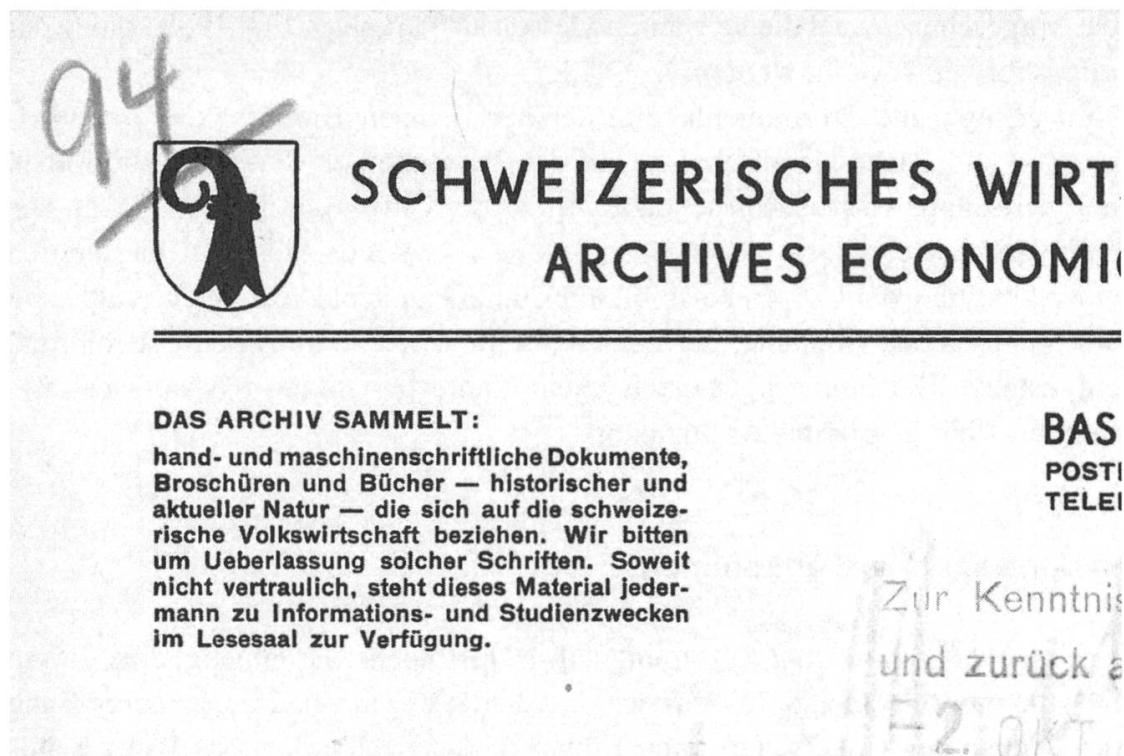 94
SCHWEIZERISCHES WIRT
ARCHIVES ECONOMI
DAS ARCHIV SAMMELT:
hand- und maschinenschriftliche Dokumente,
Broschüren und Bücher — historischer und
aktueller Natur — die sich auf die schweize-
rische Volkswirtschaft beziehen. Wir bitten
um Ueberlassung solcher Schriften. Soweit
nicht vertraulich, steht dieses Material jeder-
mann zu Informations- und Studienzwecken
im Lesesaal zur Verfügung.
BAS
POST
TELE
Zur Kenntnis
und zurück a
-2. OKT